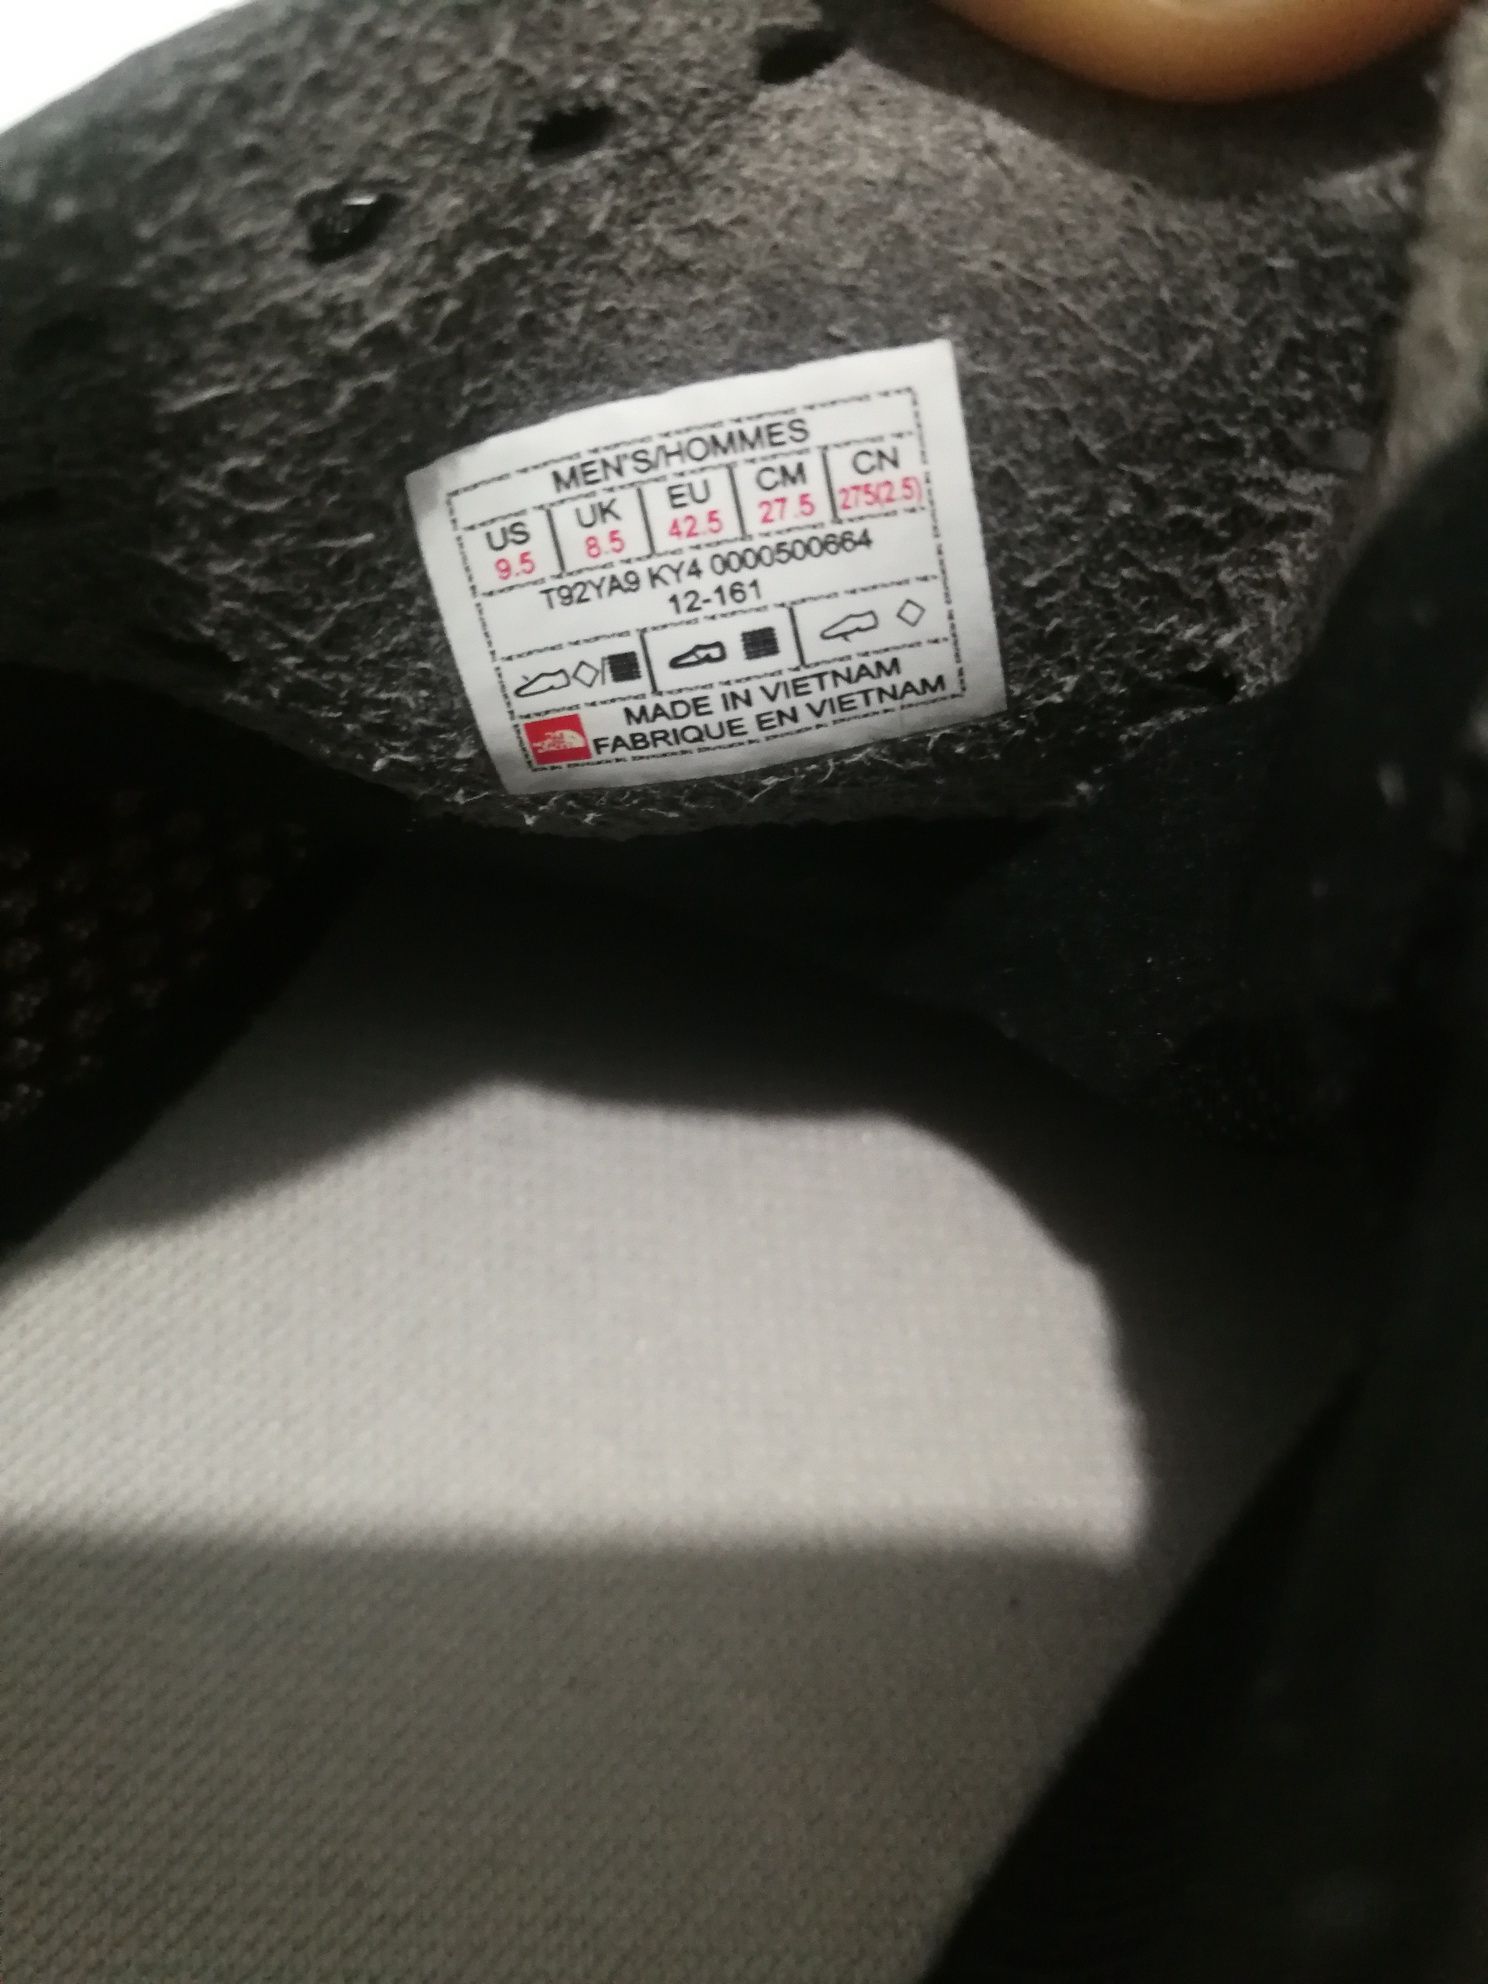 MEN'S/HOMMES
US UK EU CM CN
9.5 8.5 42.5 27.5 275(2.5)
T92YA9 KY4 0000500664
12-161
MADE IN VIETNAM
FABRIQUE EN VIETNAM